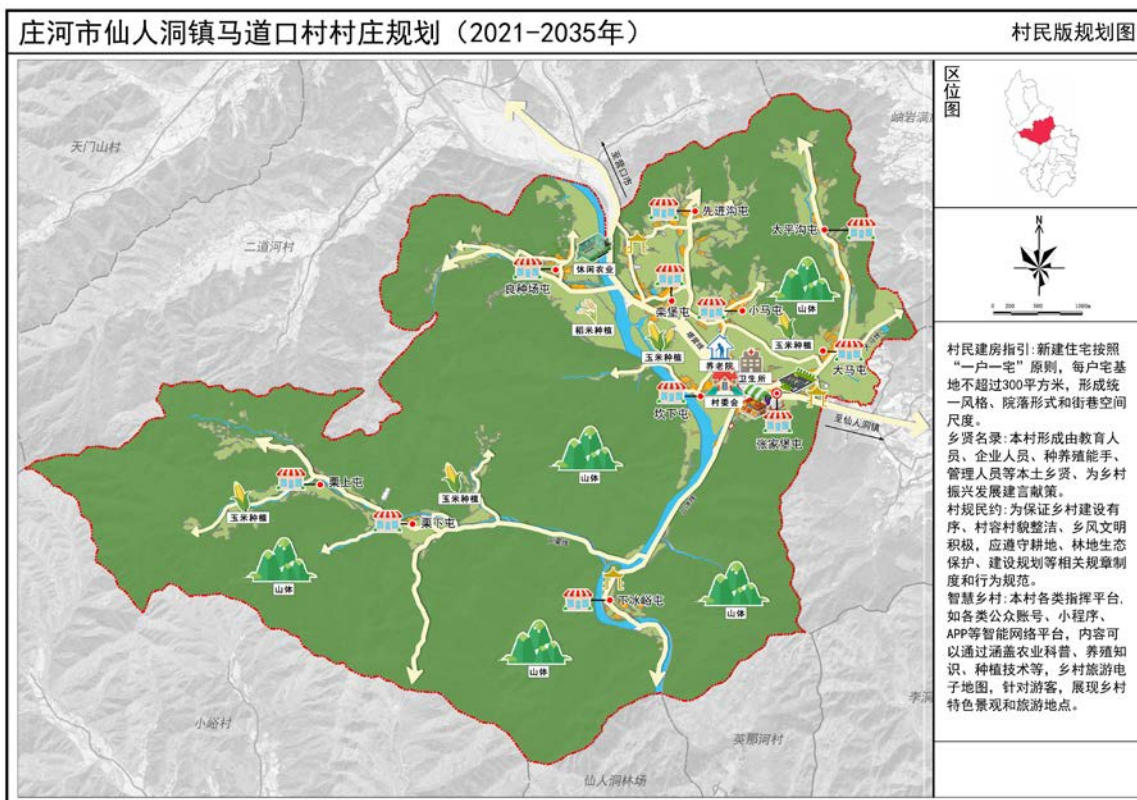 庄河市仙人洞镇马道口村村庄规划（2021-2035年）
村民版规划图
区位图
天门山村
岫岩满
至营口市
二道河村
先进沟屯
太平沟屯
休闲农业
良种场屯
栾堡屯
小马屯
山体
稻米种植
玉米种植
玉米种植
养老院
卫生所
大马屯
村委会
坎下屯
张家堡屯
至仙人洞镇
山体
栗上屯
玉米种植
玉米种植
栗下屯
山体
下冰峪屯
山体
山体
小峪村
英那河村
仙人洞林场
N
0 250 500 1000m
村民建房指引:新建住宅按照
“一户一宅”原则，每户宅基
地不超过300平方米，形成统
一风格、院落形式和街巷空间
尺度。
乡贤名录:本村形成由教育人
员、企业人员、种养殖能手、
管理人员等本土乡贤、为乡村
振兴发展建言献策。
村规民约:为保证乡村建设有
序、村容村貌整洁、乡风文明
积极，应遵守耕地、林地生态
保护、建设规划等相关规章制
度和行为规范。
智慧乡村:本村各类指挥平台,
如各类公众账号、小程序、
APP等智能网络平台，内容可
以通过涵盖农业科普、养殖知
识、种植技术等，乡村旅游电
子地图，针对游客，展现乡村
特色景观和旅游地点。